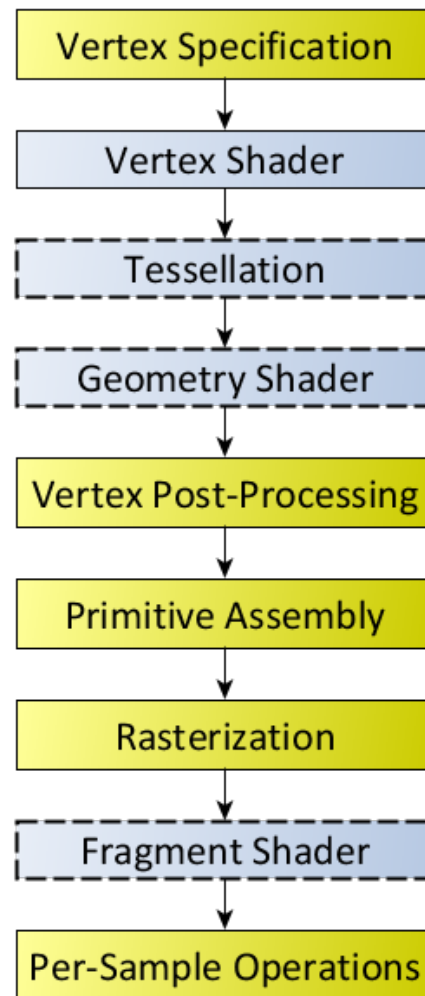 Vertex Specification
Vertex Shader
Tessellation
Geometry Shader
Vertex Post-Processing
Primitive Assembly
Rasterization
Fragment Shader
Per-Sample Operations